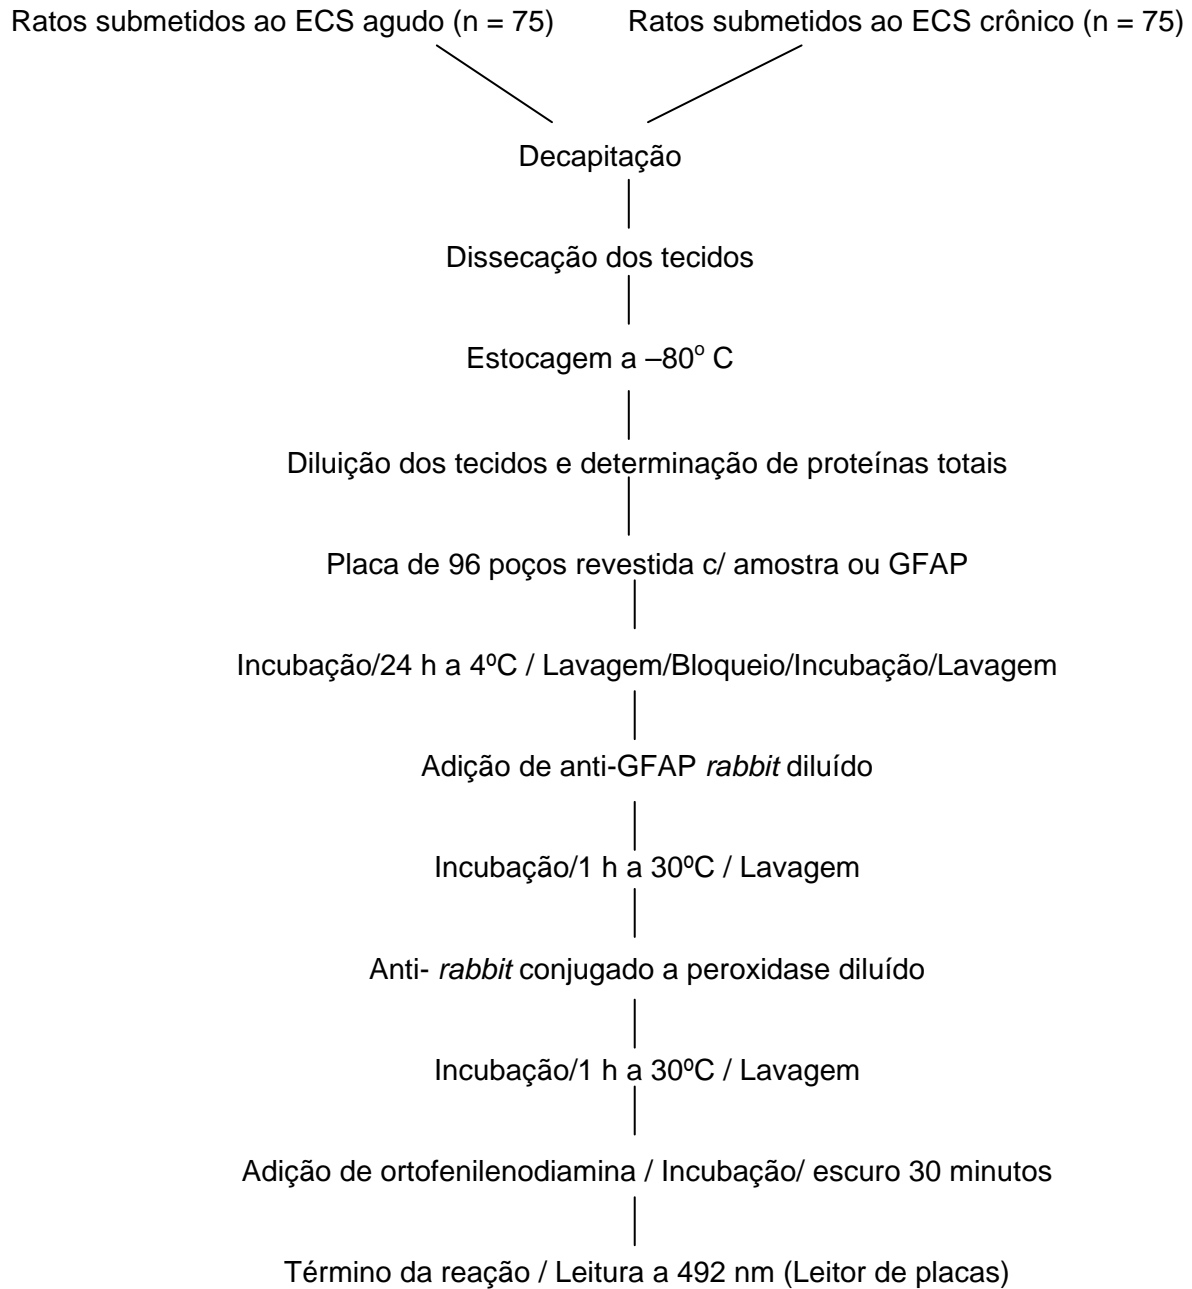 Ratos submetidos ao ECS agudo (n = 75) Ratos submetidos ao ECS crônico (n = 75)
Decapitação
Dissecação dos tecidos
Estocagem a –80º C
Diluição dos tecidos e determinação de proteínas totais
Placa de 96 poços revestida c/ amostra ou GFAP
Incubação/24 h a 4ºC / Lavagem/Bloqueio/Incubação/Lavagem
Adição de anti-GFAP rabbit diluído
Incubação/1 h a 30ºC / Lavagem
Anti- rabbit conjugado a peroxidase diluído
Incubação/1 h a 30ºC / Lavagem
Adição de ortofenilenodiamina / Incubação/ escuro 30 minutos
Término da reação / Leitura a 492 nm (Leitor de placas)